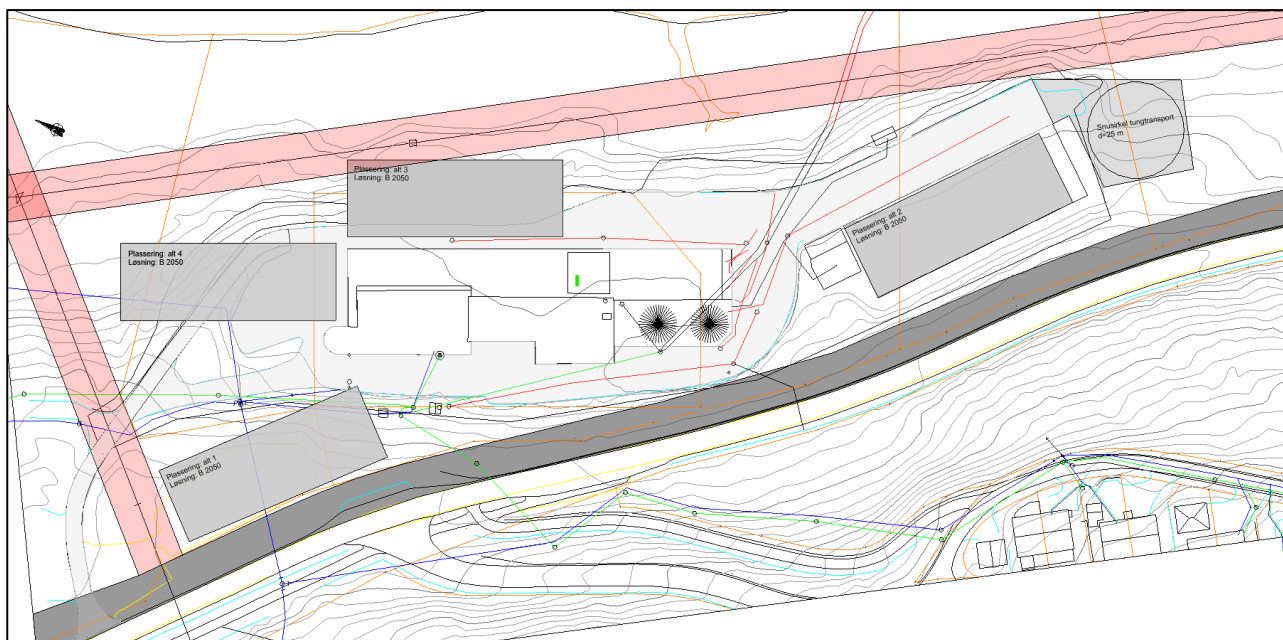 Snusirkel tungtransport
d=25 m
Plassering: alt 3
Løsning: B 2050
Plassering: alt 2
Løsning: B 2050
Plassering: alt 4
Løsning: B 2050
Plassering: alt 1
Løsning: B 2050